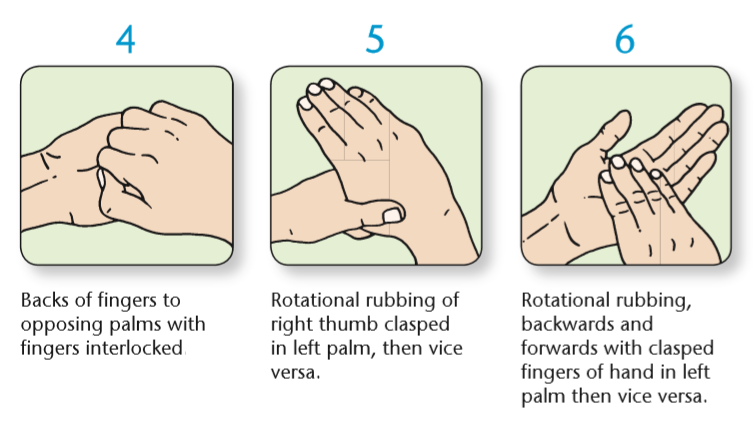 4
5
6
Backs of fingers to
opposing palms with
fingers interlocked
Rotational rubbing of
right thumb clasped
in left palm, then vice
versa.
Rotational rubbing,
backwards and
forwards with clasped
fingers of hand in left
palm then vice versa.